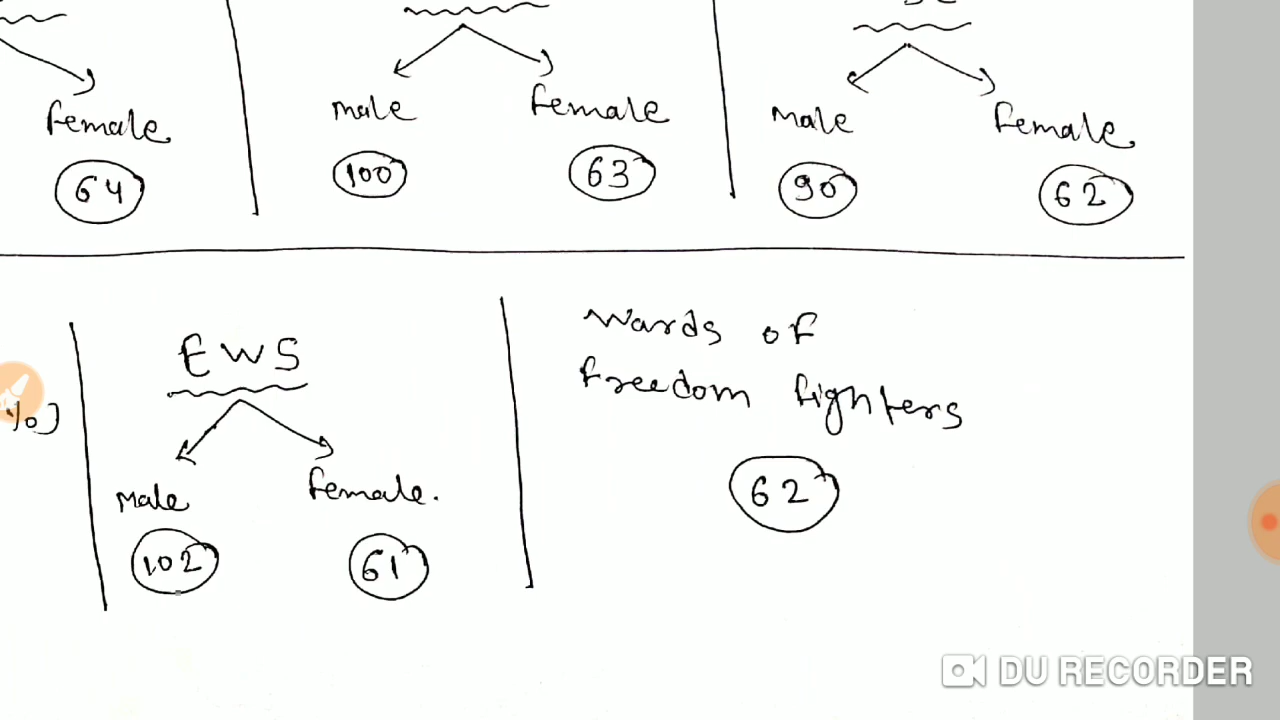 Female
64
Male
100
Female
63
Male
90
Female
62
%)
EWS
Male
102
Female.
61
Wards of
Freedom Fighters
62
DU RECORDER